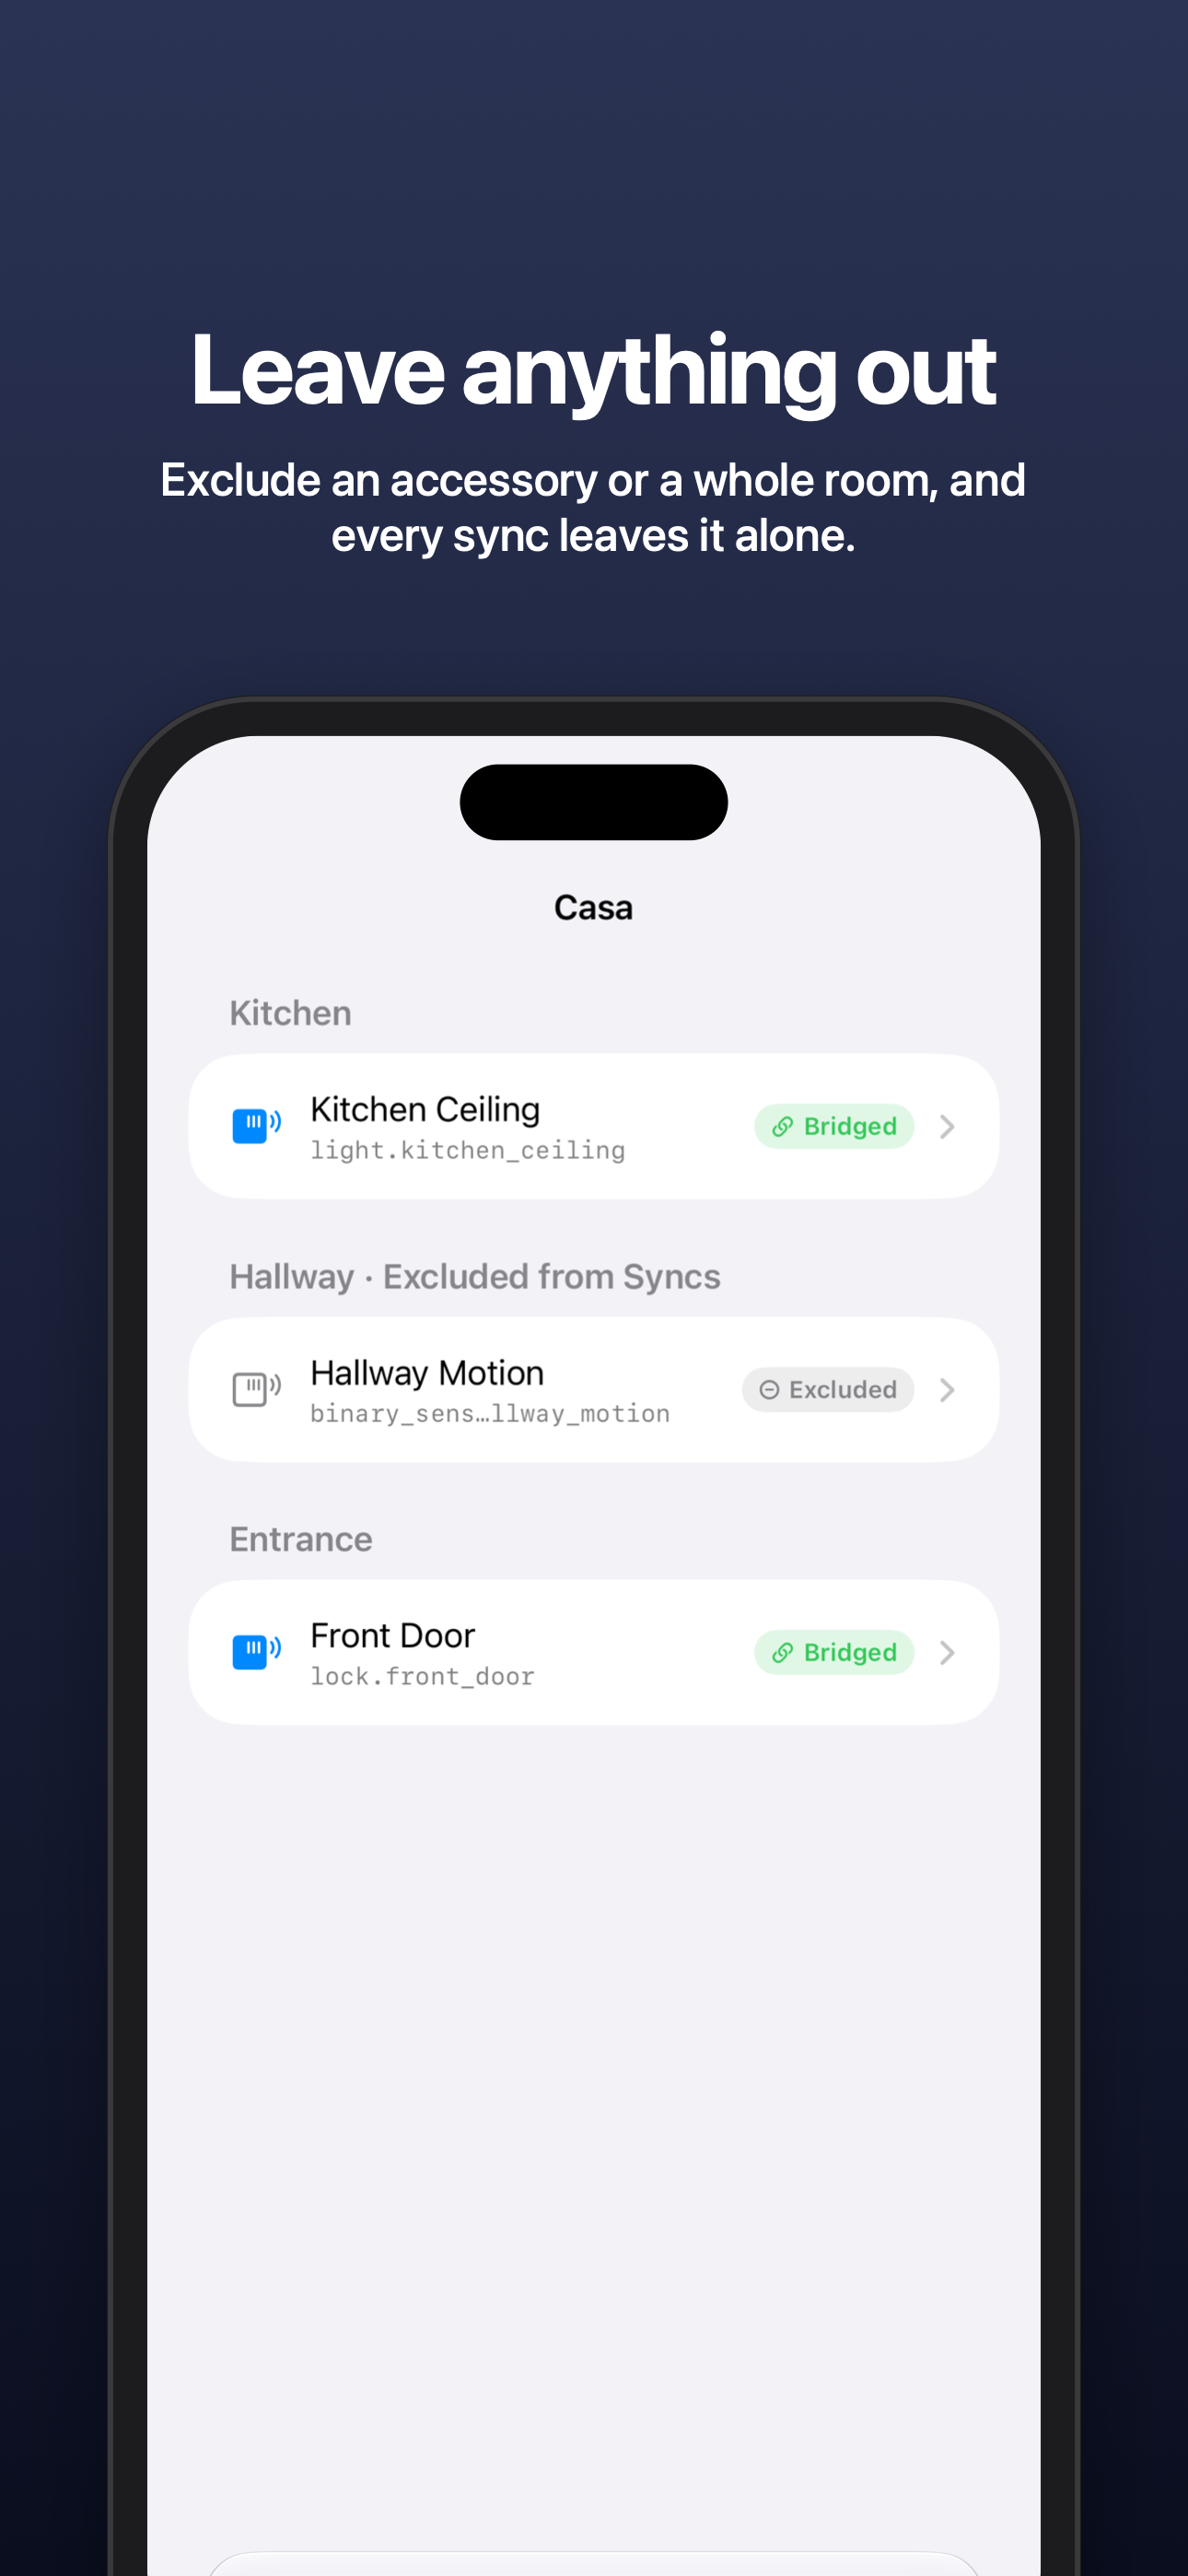 Leave anything out
Exclude an accessory or a whole room, and
every sync leaves it alone.
Casa
Kitchen
Kitchen Ceiling
light.kitchen_ceiling
Bridged
Hallway · Excluded from Syncs
Hallway Motion
binary_sens…llway_motion
Excluded
Entrance
Front Door
lock.front_door
Bridged